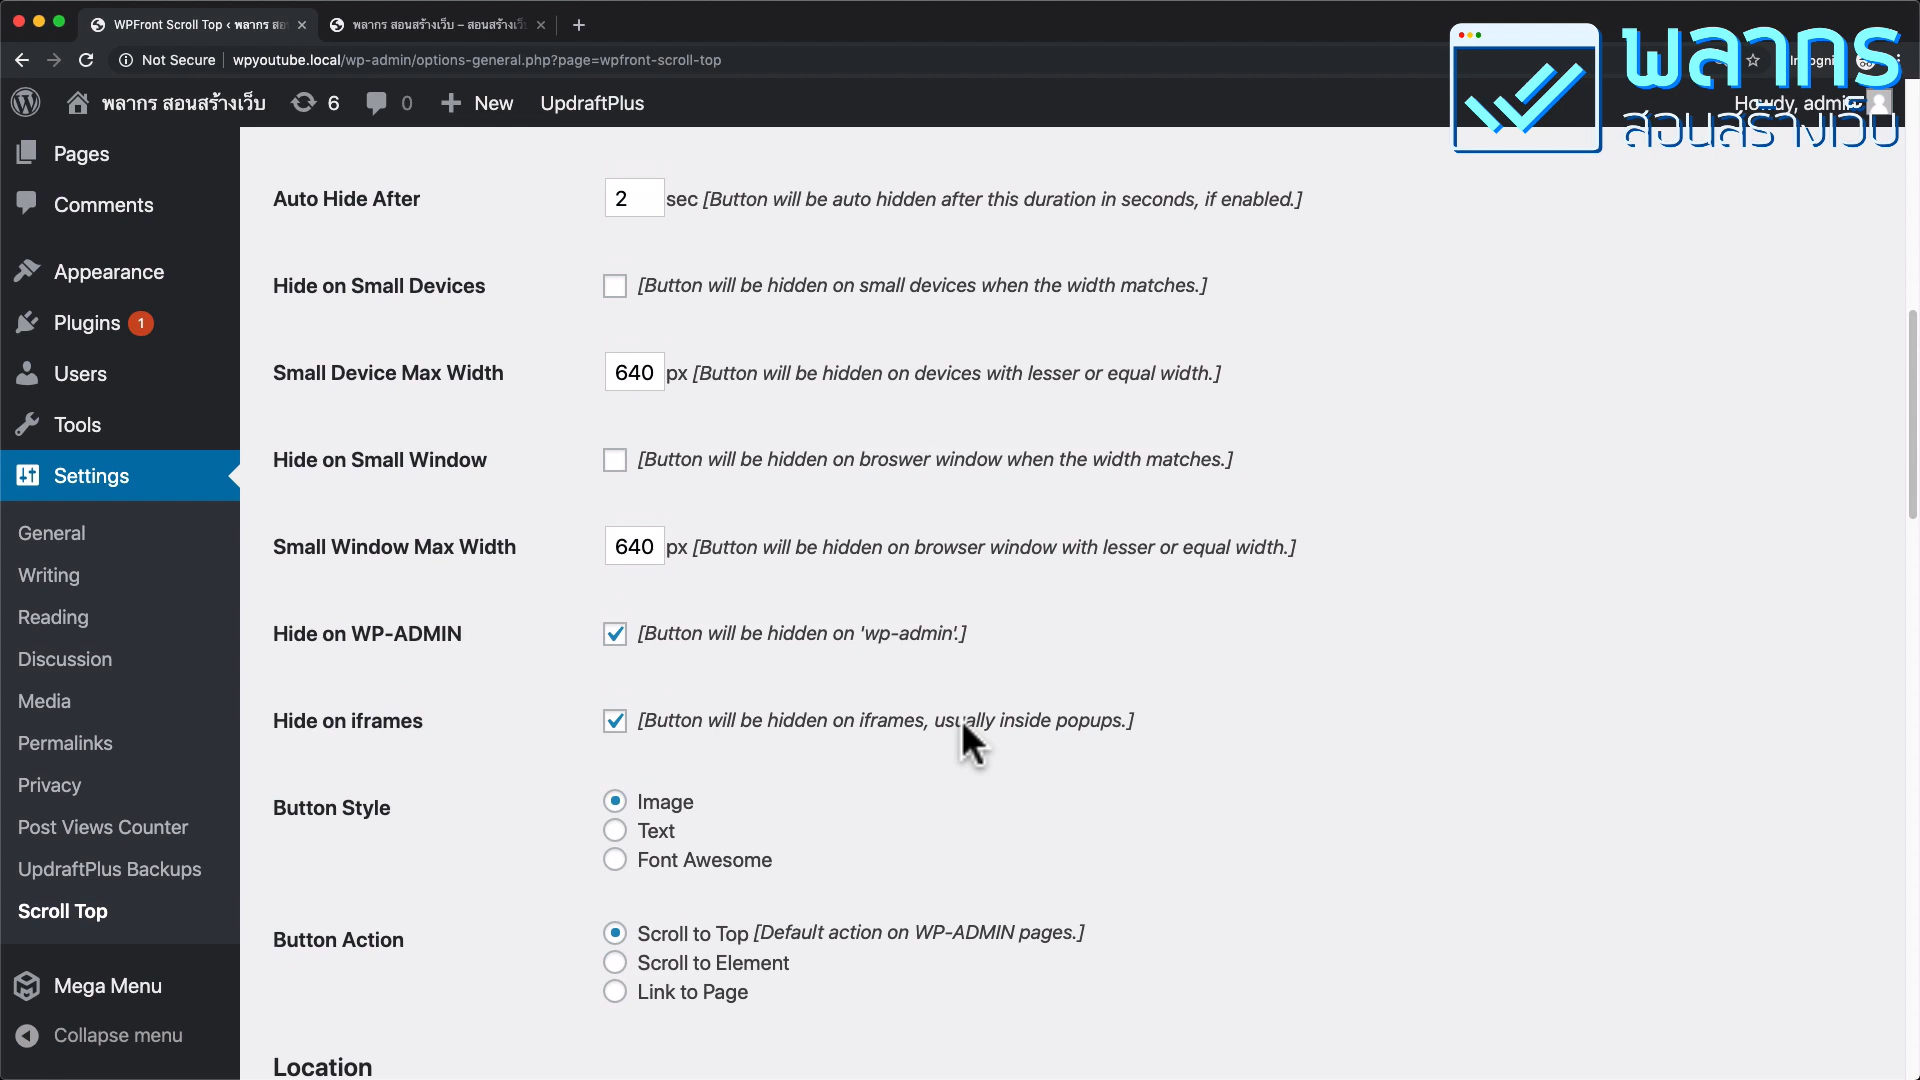 WPFront Scroll Top ‹ พลากร สอ
พลากร สอนสร้างเว็บ – สอนสร้างเว็
Not Secure
wpyoutube.local/wp-admin/options-general.php?page=wpfront-scroll-top
พลากร
สอนสร้างเว็บ
พลากร สอนสร้างเว็บ 6 0 New UpdraftPlus
Howdy, admin
Pages
Comments
Appearance
Plugins 1
Users
Tools
Settings
General
Writing
Reading
Discussion
Media
Permalinks
Privacy
Post Views Counter
UpdraftPlus Backups
Scroll Top
Mega Menu
Collapse menu
Auto Hide After 2 sec [Button will be auto hidden after this duration in seconds, if enabled.]
Hide on Small Devices [Button will be hidden on small devices when the width matches.]
Small Device Max Width 640 px [Button will be hidden on devices with lesser or equal width.]
Hide on Small Window [Button will be hidden on broswer window when the width matches.]
Small Window Max Width 640 px [Button will be hidden on browser window with lesser or equal width.]
Hide on WP-ADMIN [Button will be hidden on 'wp-admin'.]
Hide on iframes [Button will be hidden on iframes, usually inside popups.]
Button Style
Image
Text
Font Awesome
Button Action
Scroll to Top [Default action on WP-ADMIN pages.]
Scroll to Element
Link to Page
Location